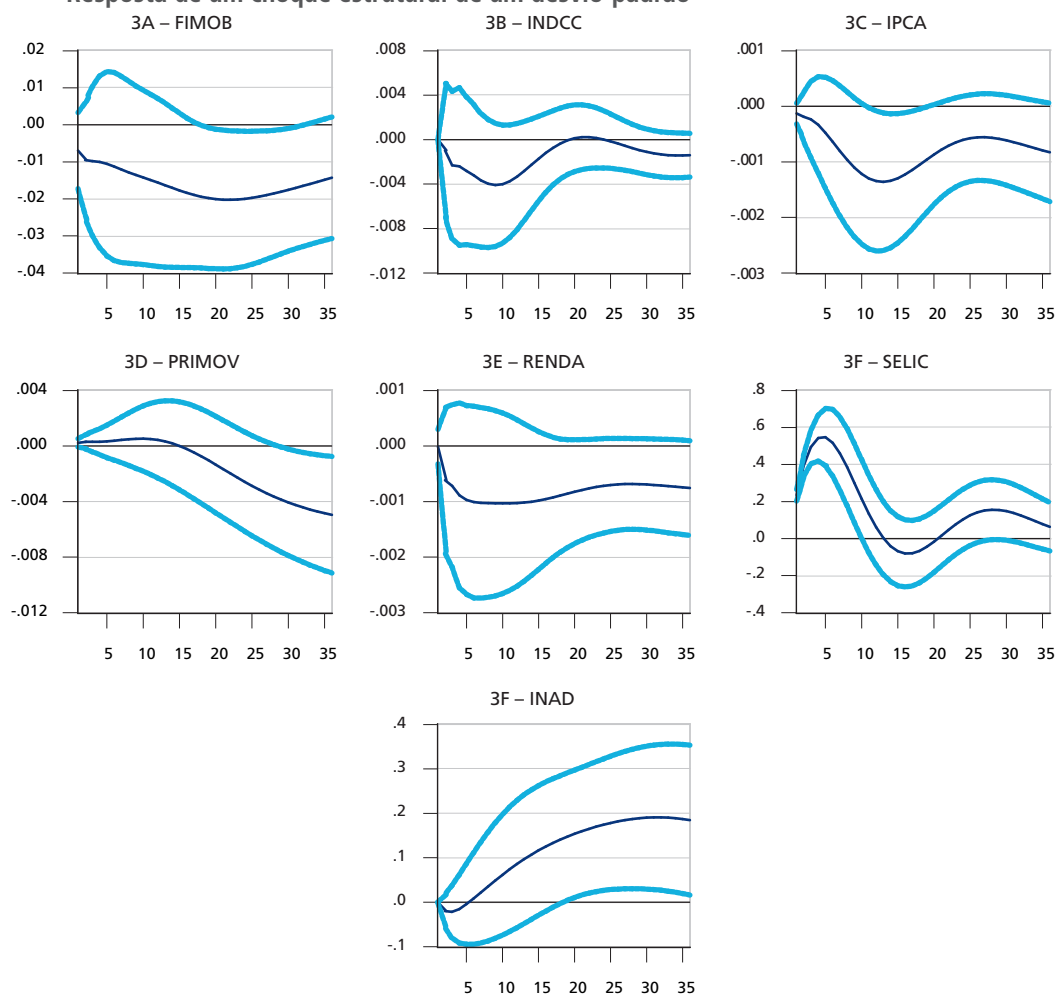 Resposta de um choque estrutural de um desvio padrão
3A – FIMOB
3B – INDCC
3C – IPCA
.02
.01
.00
-.01
-.02
-.03
-.04
5 10 15 20 25 30 35
.008
.004
.000
-.004
-.008
-.012
5 10 15 20 25 30 35
.001
.000
-.001
-.002
-.003
5 10 15 20 25 30 35
3D – PRIMOV
3E – RENDA
3F – SELIC
.004
.000
-.004
-.008
-.012
5 10 15 20 25 30 35
.001
.000
-.001
-.002
-.003
5 10 15 20 25 30 35
.8
.6
.4
.2
.0
-.2
-.4
5 10 15 20 25 30 35
3F – INAD
.4
.3
.2
.1
.0
-.1
5 10 15 20 25 30 35